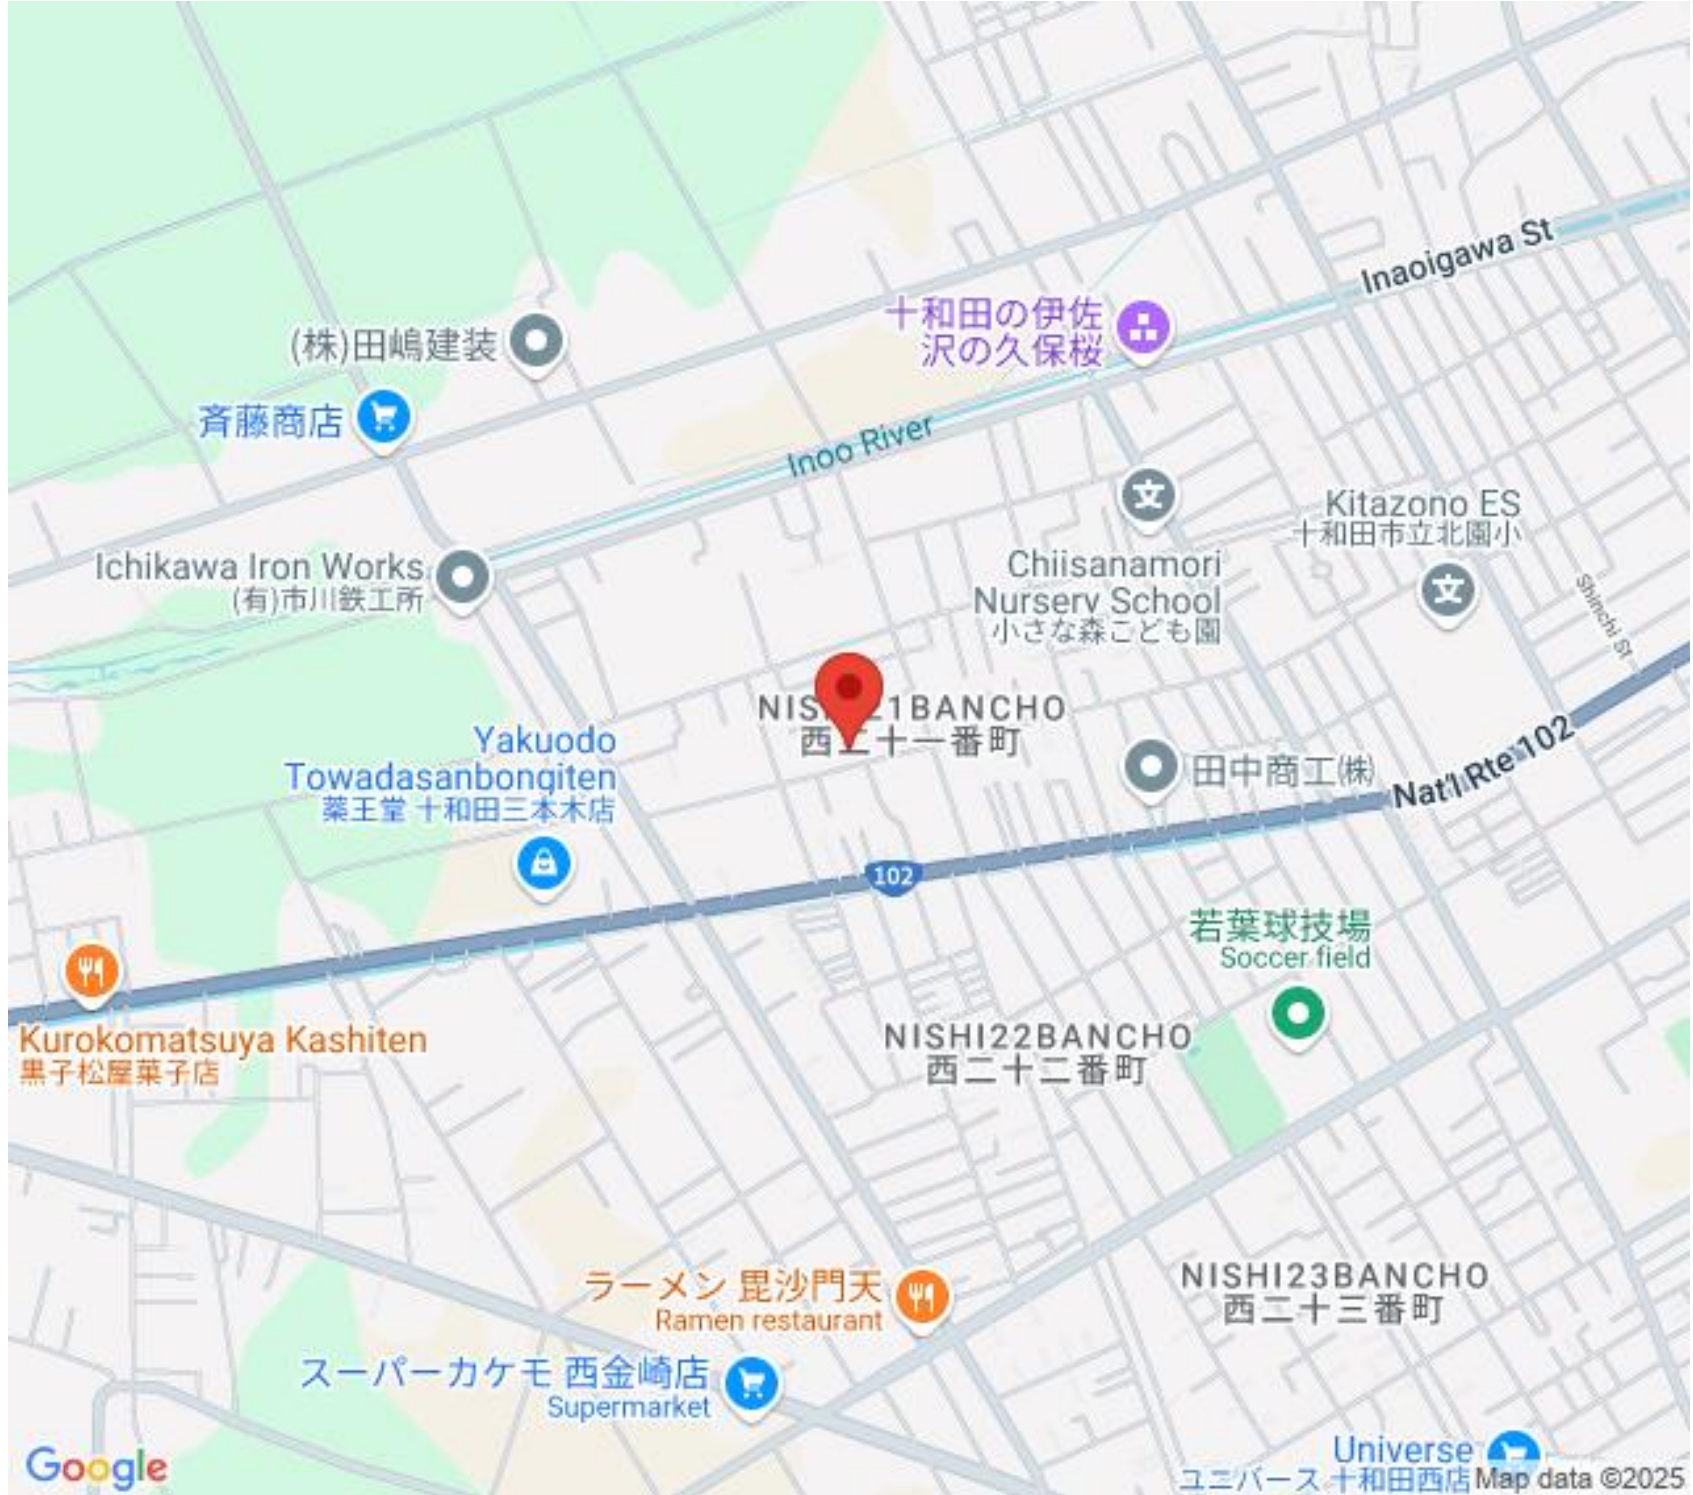 Inaoigawa St
十和田の伊佐
沢の久保桜
(株)田嶋建装
斉藤商店
Inoo River
Kitazono ES
十和田市立北園小
Ichikawa Iron Works
(有)市川鉄工所
Chiisanamori
Nursery School
小さな森こども園
Shinchi St
1BANCHO
十一番町
Yakuodo
Towadasanbongiten
薬王堂 十和田三本木店
田中商工㈱
Nat'l Rte 102
102
若葉球技場
Soccer field
Kurokomatsuya Kashiten
黒子松屋菓子店
NISHI22BANCHO
西二十二番町
NISHI23BANCHO
西二十三番町
ラーメン 毘沙門天
Ramen restaurant
スーパーカケモ 西金崎店
Supermarket
Universe
ユニバース 十和田西店
Google
Map data ©2025